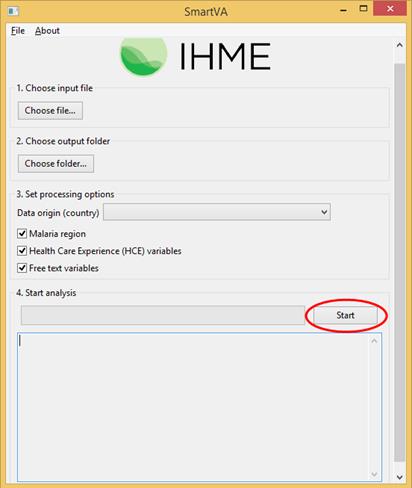 SmartVA
File About
IHME
1. Choose input file
Choose file...
2. Choose output folder
Choose folder...
3. Set processing options
Data origin (country)
Malaria region
Health Care Experience (HCE) variables
Free text variables
4. Start analysis
Start